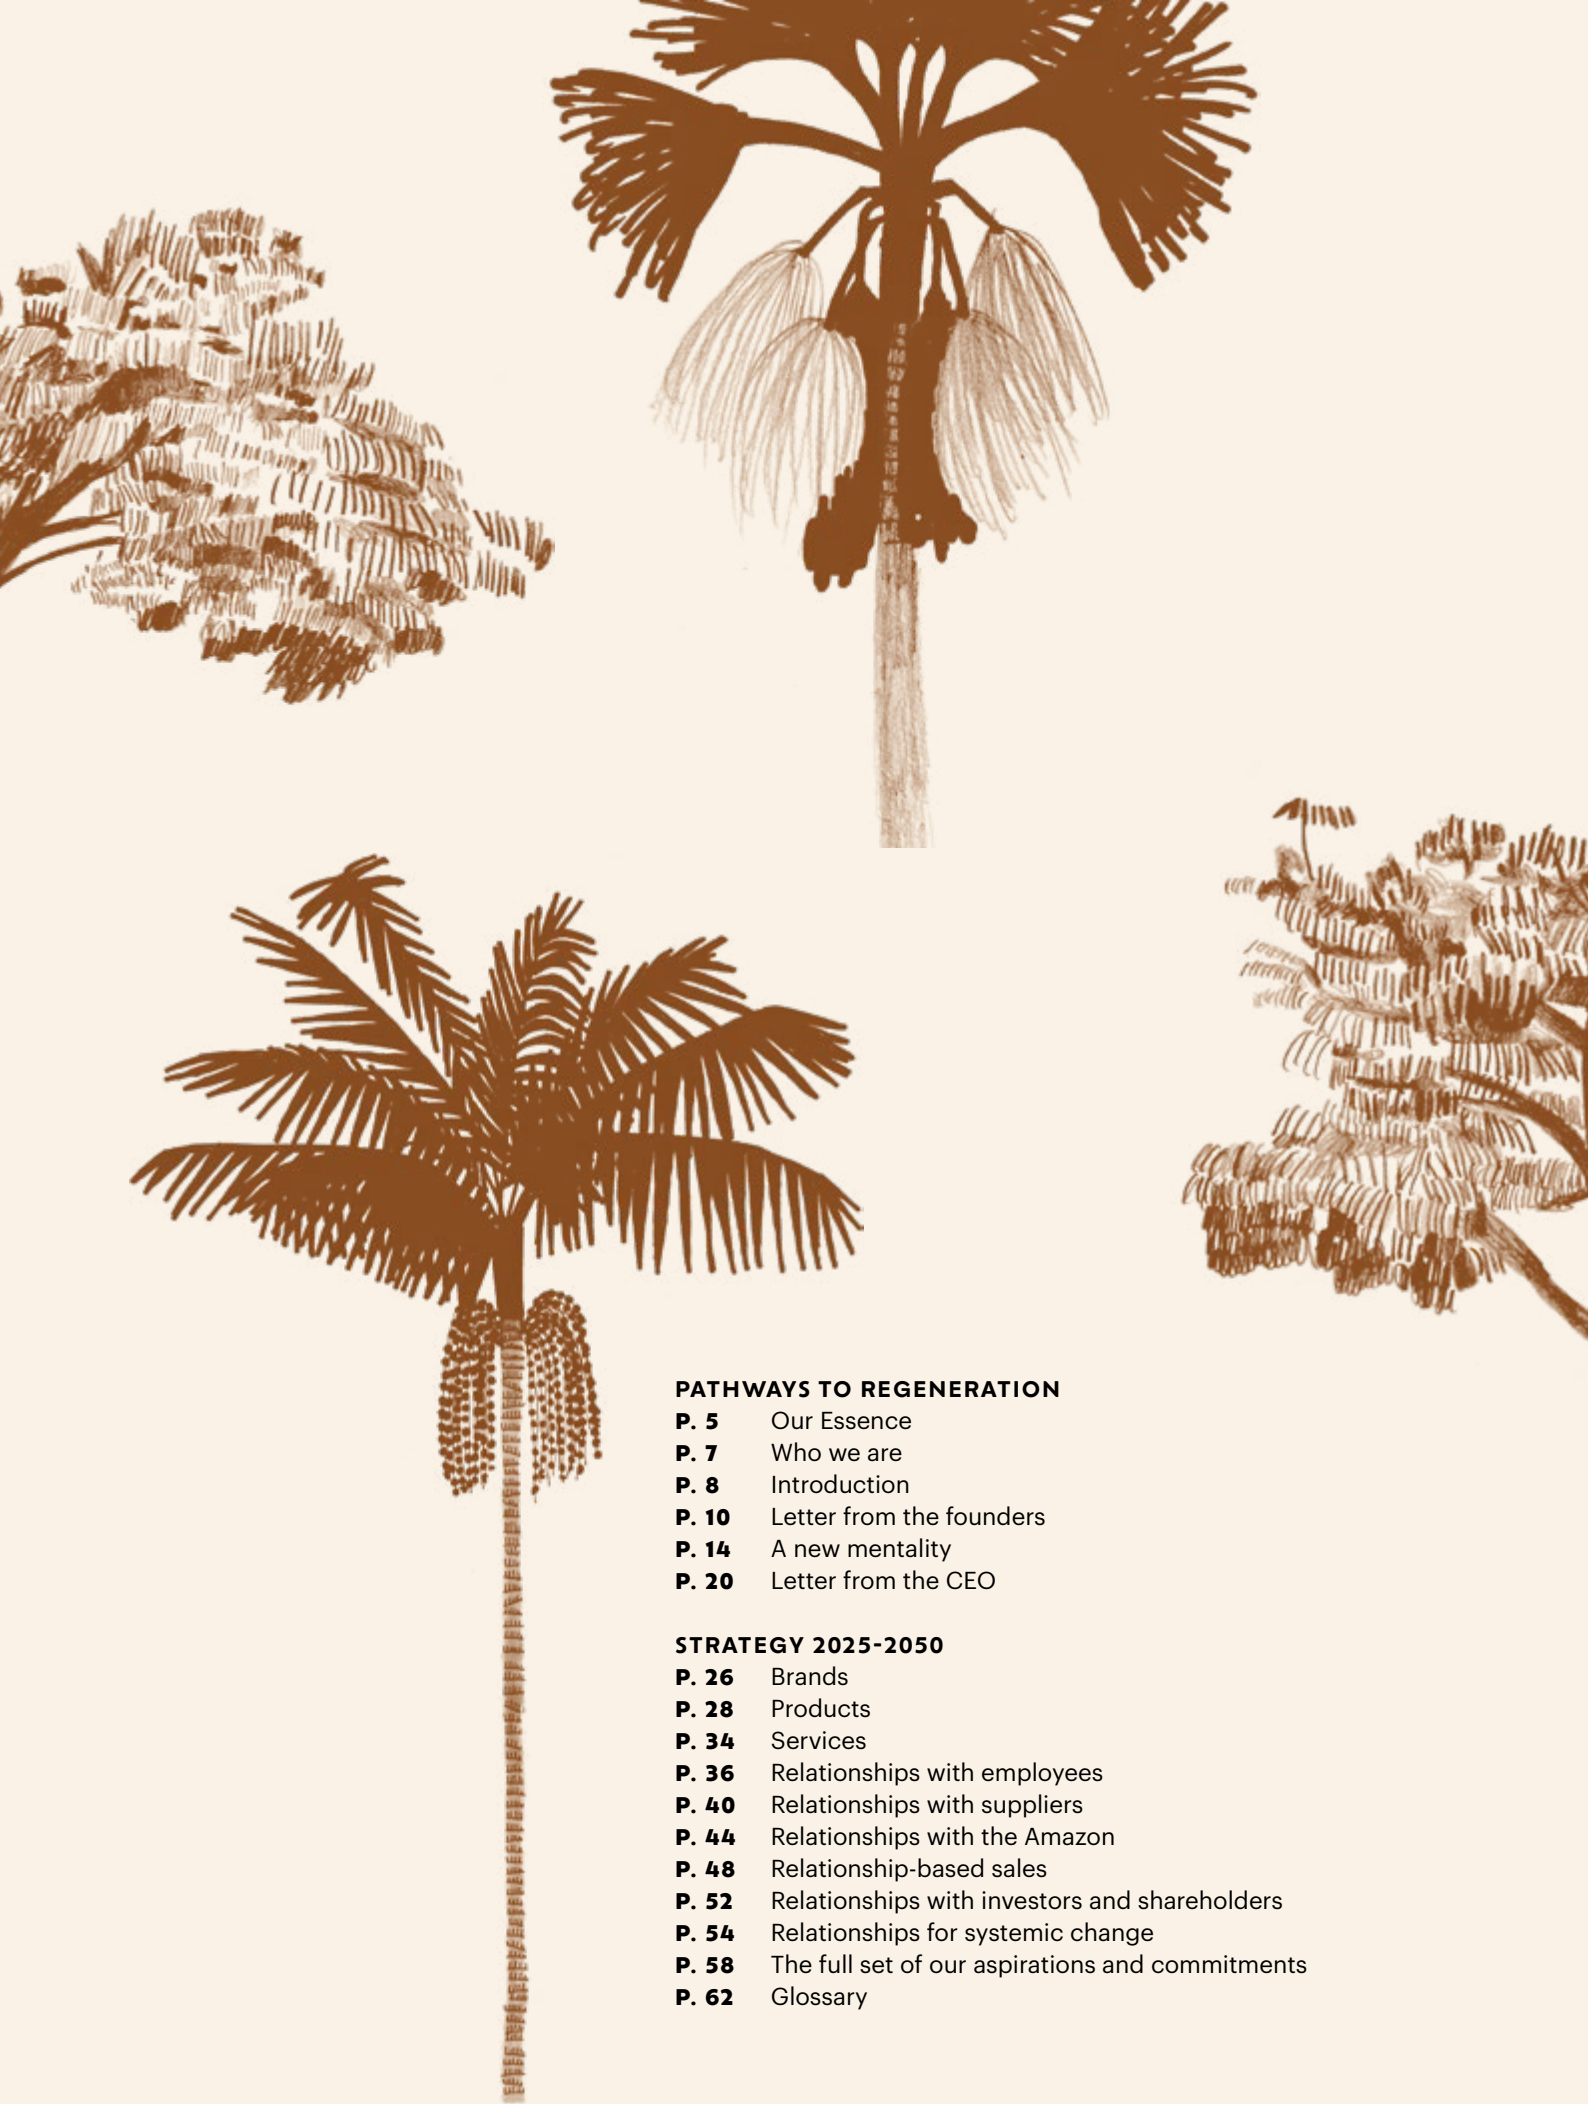 PATHWAYS TO REGENERATION
P. 5 Our Essence
P. 7 Who we are
P. 8 Introduction
P. 10 Letter from the founders
P. 14 A new mentality
P. 20 Letter from the CEO
STRATEGY 2025-2050
P. 26 Brands
P. 28 Products
P. 34 Services
P. 36 Relationships with employees
P. 40 Relationships with suppliers
P. 44 Relationships with the Amazon
P. 48 Relationship-based sales
P. 52 Relationships with investors and shareholders
P. 54 Relationships for systemic change
P. 58 The full set of our aspirations and commitments
P. 62 Glossary